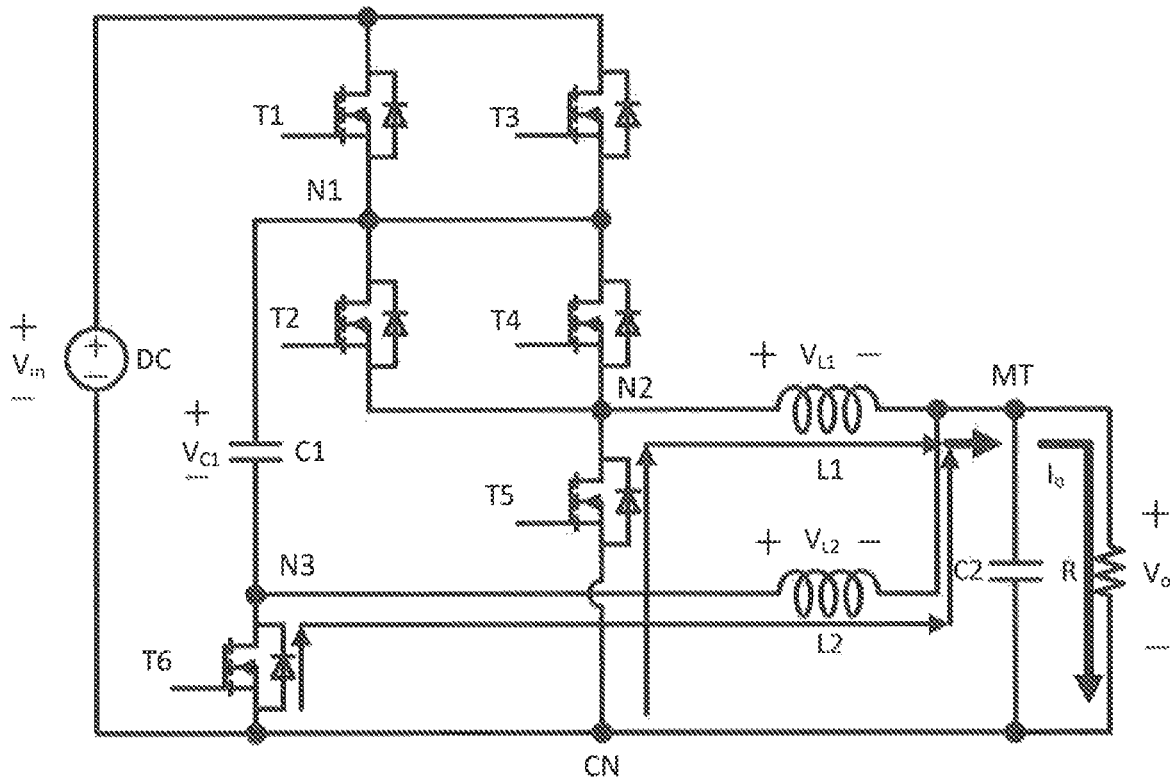 T1
T3
N1
T2
T4
+
V_in
—
+
—
DC
N2
+ V_L1 —
MT
+
V_C1
—
C1
L1
I_o
T5
N3
+ V_L2 —
C2
R
+
V_o
—
T6
L2
CN